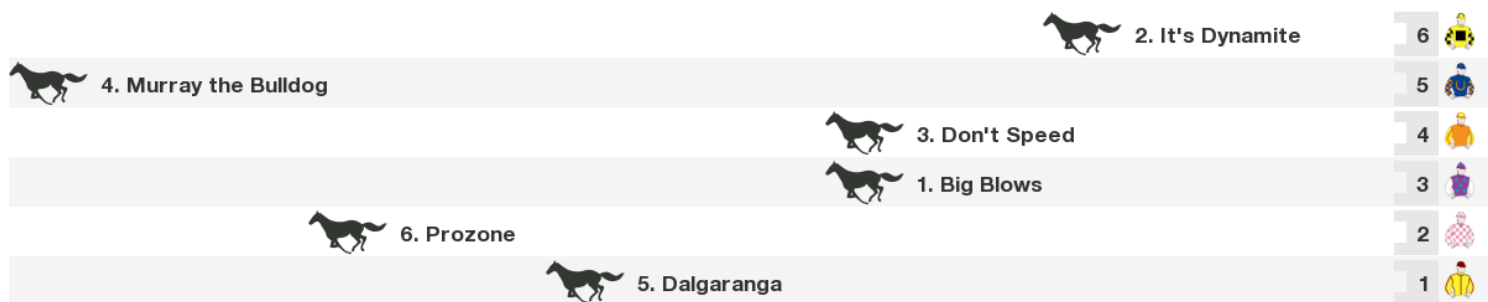 2. It's Dynamite 6
4. Murray the Bulldog 5
3. Don't Speed 4
1. Big Blows 3
6. Prozone 2
5. Dalgaranga 1